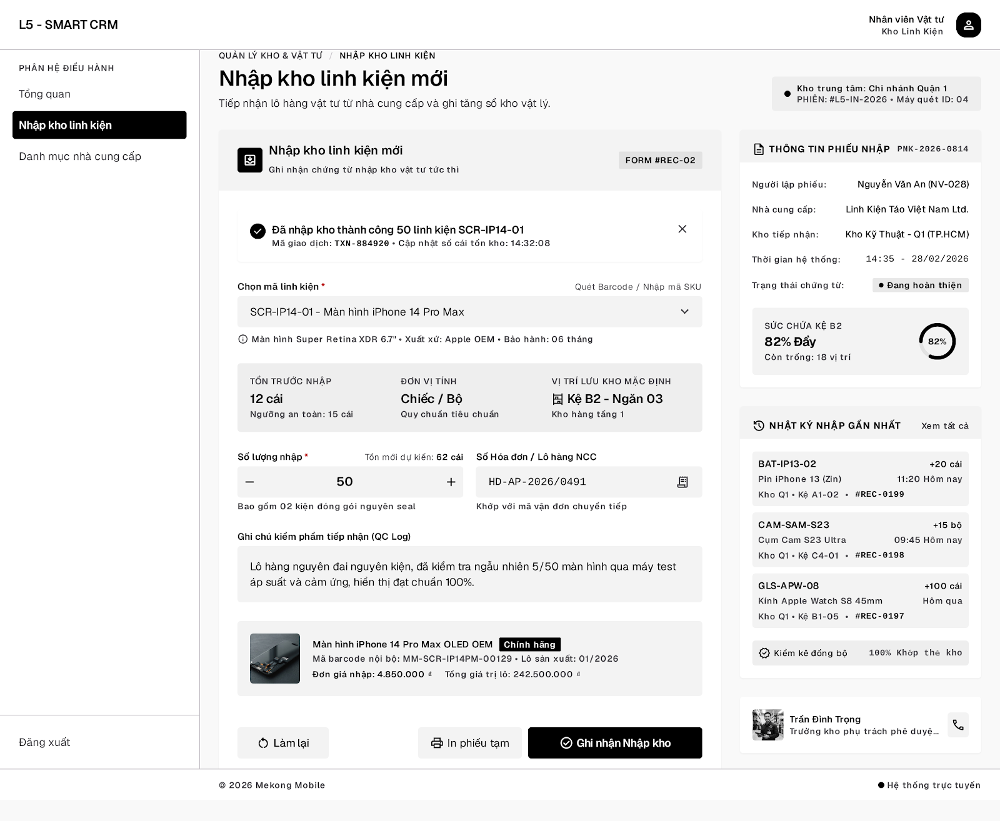 L5 - SMART CRM
Nhân viên Vật tư
Kho Linh Kiện
PHÂN HỆ ĐIỀU HÀNH
Tổng quan
Nhập kho linh kiện
Danh mục nhà cung cấp
Đăng xuất
QUẢN LÝ KHO & VẬT TƯ / NHẬP KHO LINH KIỆN
Nhập kho linh kiện mới
Tiếp nhận lô hàng vật tư từ nhà cung cấp và ghi tăng sổ kho vật lý.
Kho trung tâm: Chi nhánh Quận 1
PHIÊN: #L5-IN-2026 • Máy quét ID: 04
Nhập kho linh kiện mới
Ghi nhận chứng từ nhập kho vật tư tức thì
FORM #REC-02
Đã nhập kho thành công 50 linh kiện SCR-IP14-01
Mã giao dịch: TXN-884920 • Cập nhật sổ cái tồn kho: 14:32:08
Chọn mã linh kiện *
Quét Barcode / Nhập mã SKU
SCR-IP14-01 - Màn hình iPhone 14 Pro Max
Màn hình Super Retina XDR 6.7" • Xuất xứ: Apple OEM • Bảo hành: 06 tháng
TỒN TRƯỚC NHẬP
12 cái
Ngưỡng an toàn: 15 cái
ĐƠN VỊ TÍNH
Chiếc / Bộ
Quy chuẩn tiêu chuẩn
VỊ TRÍ LƯU KHO MẶC ĐỊNH
Kệ B2 - Ngăn 03
Kho hàng tầng 1
Số lượng nhập *
Tồn mới dự kiến: 62 cái
50
Bao gồm 02 kiện đóng gói nguyên seal
Số Hóa đơn / Lô hàng NCC
HD-AP-2026/0491
Khớp với mã vận đơn chuyển tiếp
Ghi chú kiểm phẩm tiếp nhận (QC Log)
Lô hàng nguyên đai nguyên kiện, đã kiểm tra ngẫu nhiên 5/50 màn hình qua máy test
áp suất và cảm ứng, hiển thị đạt chuẩn 100%.
Màn hình iPhone 14 Pro Max OLED OEM Chính hãng
Mã barcode nội bộ: MM-SCR-IP14PM-00129 • Lô sản xuất: 01/2026
Đơn giá nhập: 4.850.000 ₫ Tổng giá trị lô: 242.500.000 ₫
Làm lại
In phiếu tạm
Ghi nhận Nhập kho
THÔNG TIN PHIẾU NHẬP
PNK-2026-0814
Người lập phiếu: Nguyễn Văn An (NV-028)
Nhà cung cấp: Linh Kiện Táo Việt Nam Ltd.
Kho tiếp nhận: Kho Kỹ Thuật - Q1 (TP.HCM)
Thời gian hệ thống: 14:35 - 28/02/2026
Trạng thái chứng từ: Đang hoàn thiện
SỨC CHỨA KỆ B2
82% Đầy
Còn trống: 18 vị trí
82%
NHẬT KÝ NHẬP GẦN NHẤT
Xem tất cả
BAT-IP13-02 +20 cái
Pin iPhone 13 (Zin) 11:20 Hôm nay
Kho Q1 • Kệ A1-02 • #REC-0199
CAM-SAM-S23 +15 bộ
Cụm Cam S23 Ultra 09:45 Hôm nay
Kho Q1 • Kệ C4-01 • #REC-0198
GLS-APW-08 +100 cái
Kính Apple Watch S8 45mm Hôm qua
Kho Q1 • Kệ B1-05 • #REC-0197
Kiểm kê đồng bộ 100% Khớp thẻ kho
Trần Đình Trọng
Trưởng kho phụ trách phê duyệ...
© 2026 Mekong Mobile
Hệ thống trực tuyến